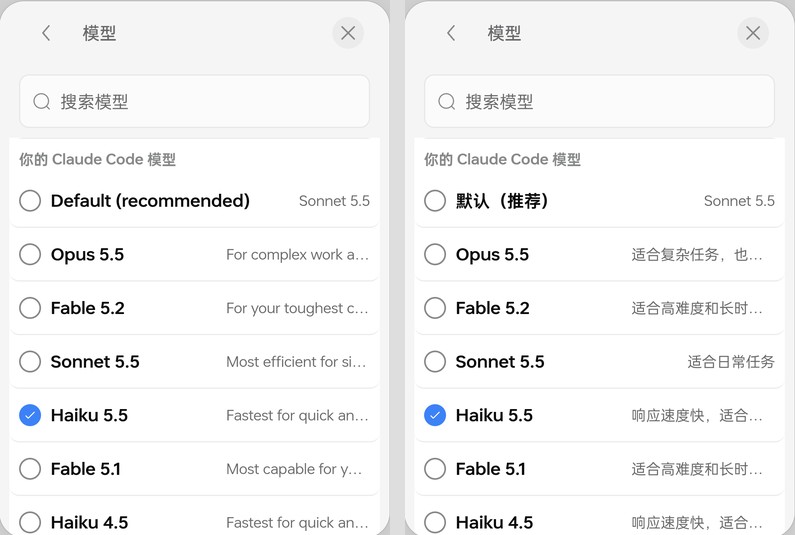 模型
搜索模型
你的 Claude Code 模型
Default (recommended) Sonnet 5.5
Opus 5.5 For complex work a...
Fable 5.2 For your toughest c...
Sonnet 5.5 Most efficient for si...
Haiku 5.5 Fastest for quick an...
Fable 5.1 Most capable for y...
Haiku 4.5 Fastest for quick an...
模型
搜索模型
你的 Claude Code 模型
默认（推荐） Sonnet 5.5
Opus 5.5 适合复杂任务，也...
Fable 5.2 适合高难度和长时...
Sonnet 5.5 适合日常任务
Haiku 5.5 响应速度快，适合...
Fable 5.1 适合高难度和长时...
Haiku 4.5 响应速度快，适合...